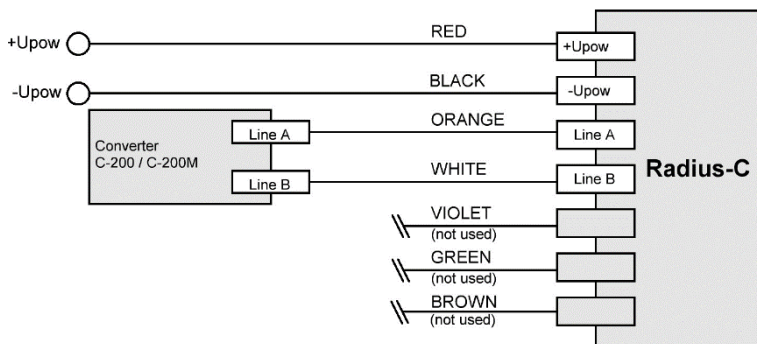 RED
+Upow
+Upow
BLACK
-Upow
-Upow
ORANGE
Line A
Line A
Converter
C-200 / C-200M
WHITE
Line B
Line B
Radius-C
VIOLET
(not used)
GREEN
(not used)
BROWN
(not used)